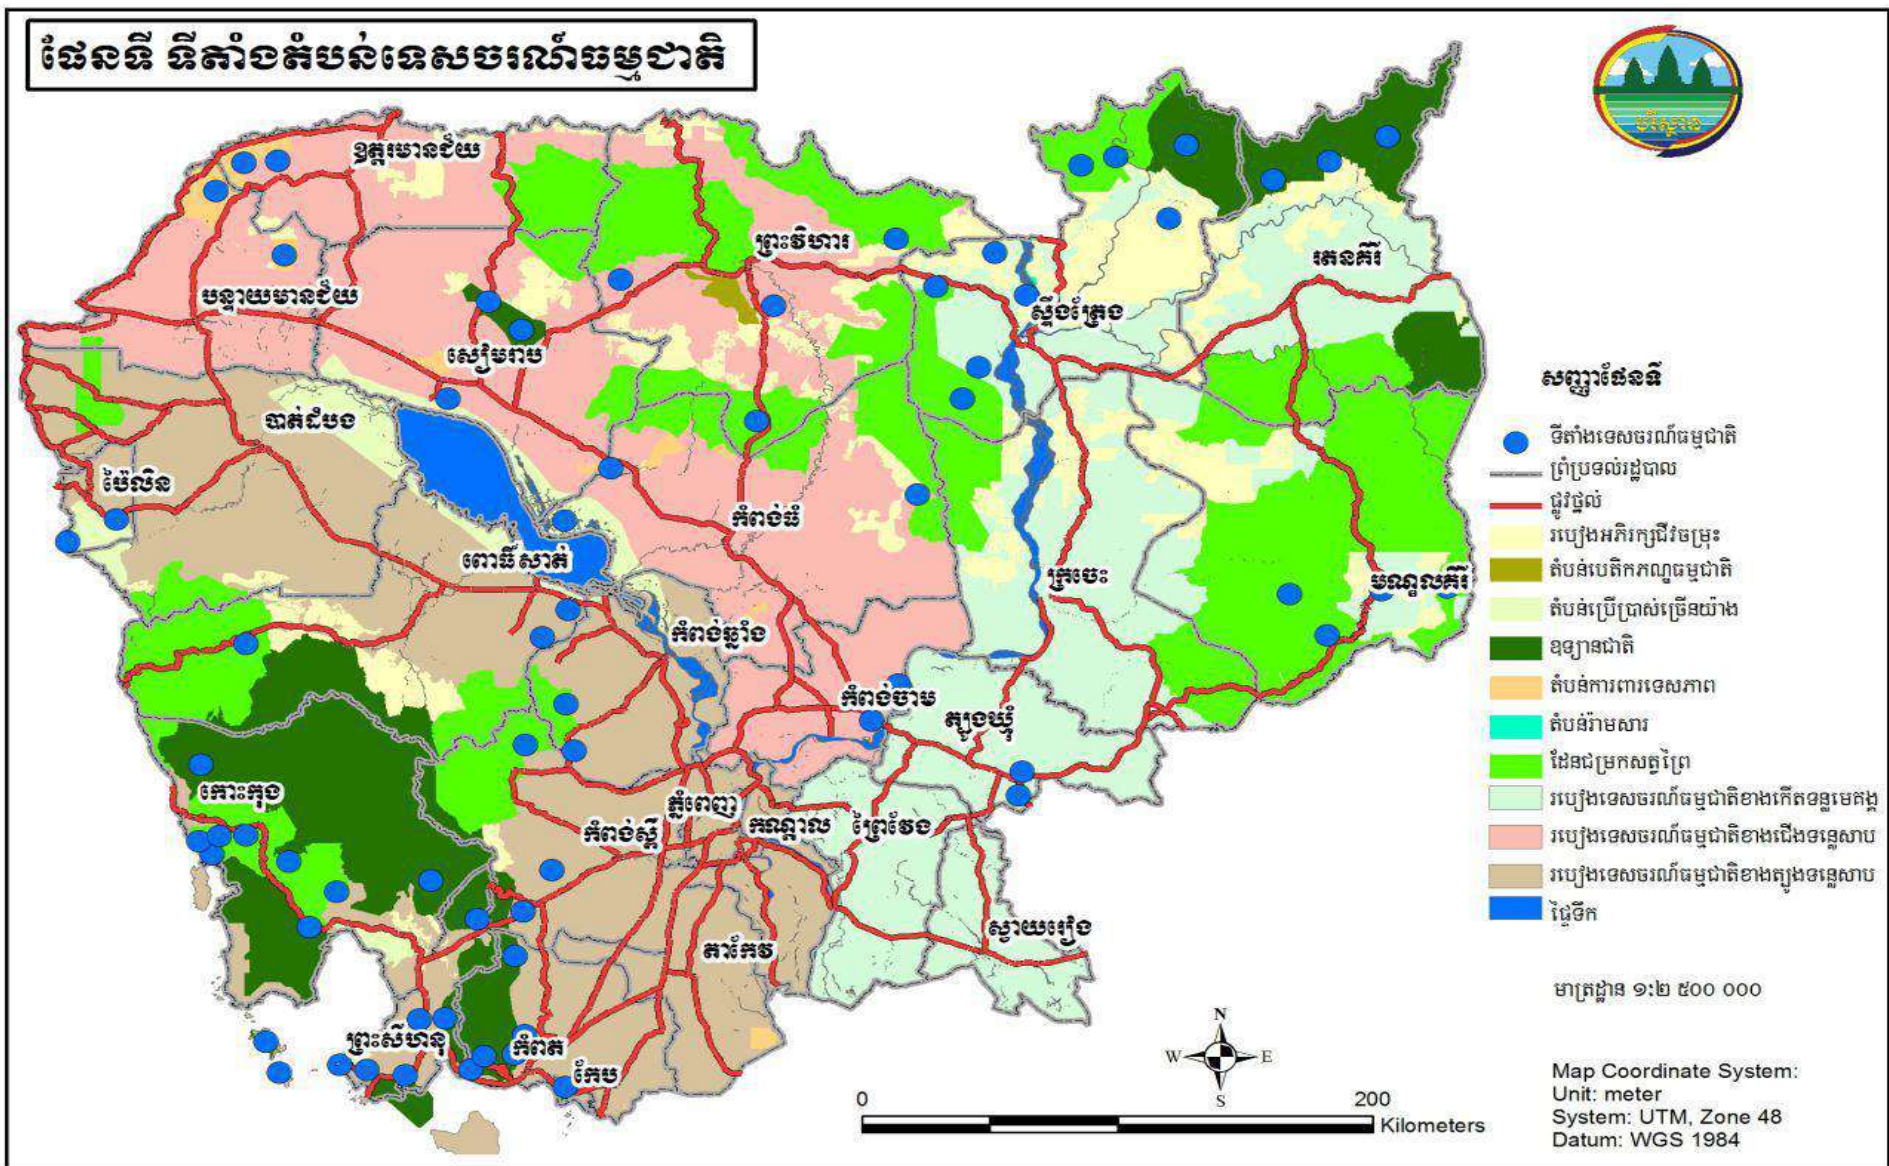 ផែនទី ទីតាំងតំបន់ទេសចរណ៍ធម្មជាតិ
បរិស្ថាន
ឧត្តរមានជ័យ
ព្រះវិហារ
រតនគិរី
បន្ទាយមានជ័យ
ស្ទឹងត្រែង
សៀមរាប
បាត់ដំបង
ប៉ៃលិន
កំពង់ធំ
ពោធិ៍សាត់
ក្រចេះ
មណ្ឌលគិរី
កំពង់ឆ្នាំង
កំពង់ចាម
ត្បូងឃ្មុំ
កោះកុង
ភ្នំពេញ
កំពង់ស្ពឺ
កណ្តាល
ព្រៃវែង
ស្វាយរៀង
តាកែវ
ព្រះសីហនុ
កំពត
កែប
សញ្ញាផែនទី
ទីតាំងទេសចរណ៍ធម្មជាតិ
ព្រំប្រទល់រដ្ឋបាល
ផ្លូវថ្នល់
របៀងអភិរក្សជីវចម្រុះ
តំបន់បេតិកភណ្ឌធម្មជាតិ
តំបន់ប្រើប្រាស់ច្រើនយ៉ាង
ឧទ្យានជាតិ
តំបន់ការពារទេសភាព
តំបន់រ៉ាមសារ
ដែនជម្រកសត្វព្រៃ
របៀងទេសចរណ៍ធម្មជាតិខាងកើតទន្លមេគង្គ
របៀងទេសចរណ៍ធម្មជាតិខាងជើងទន្លេសាប
របៀងទេសចរណ៍ធម្មជាតិខាងត្បូងទន្លេសាប
ផ្ទៃទឹក
មាត្រដ្ឋាន ១:២ ៥០០ ០០០
N
W E
S
0 200
Kilometers
Map Coordinate System:
Unit: meter
System: UTM, Zone 48
Datum: WGS 1984